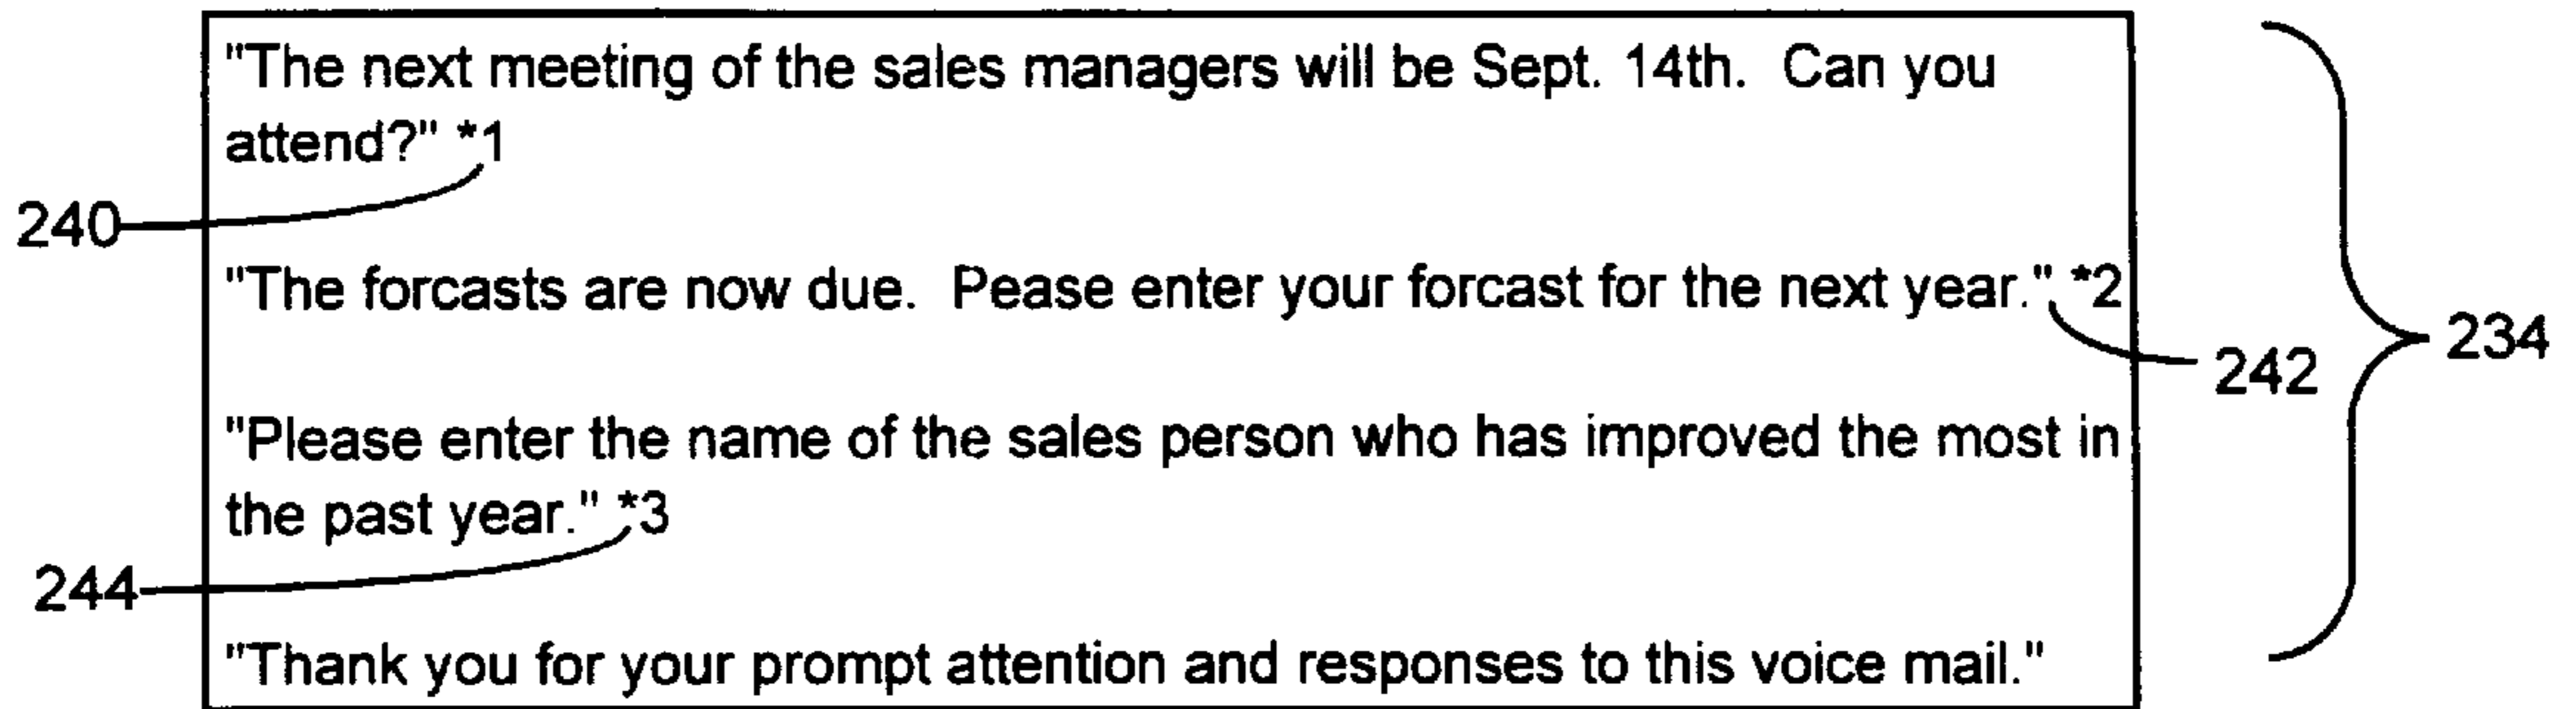 "The next meeting of the sales managers will be Sept. 14th.  Can you
attend?" *1
240
"The forcasts are now due.  Pease enter your forcast for the next year." *2
234
242
"Please enter the name of the sales person who has improved the most in
the past year." *3
244
"Thank you for your prompt attention and responses to this voice mail."